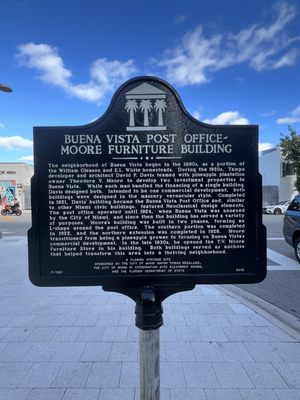 BUENA VISTA POST OFFICE-
MOORE FURNITURE BUILDING
The neighborhood of Buena Vista began in the 1890s, as a portion of
the William Gleason and E.L. White homesteads. During the 1920s, Tampa
developer and architect David P. Davis teamed with pineapple plantation
owner Theodore V. Moore to develop two investment properties in
Buena Vista. While each man handled the financing of a single building,
Davis designed both. Intended to be one commercial development, both
buildings were designed in the masonry vernacular style. Completed
in 1921, Davis' building became the Buena Vista Post Office and, similar
to other Miami civic buildings, featured Neoclassical design elements.
The post office operated until 1924, when Buena Vista was annexed
by the City of Miami, and since then the building has served a variety
of purposes. Moore's building was built in two stages, forming an
L-shape around the post office. The southern portion was completed
in 1922, and the northern extension was completed in 1925. Moore
transitioned from being a pineapple grower to focusing on Buena Vista's
commercial development. In the late 1930s, he opened the T.V. Moore
Furniture Store in his building. Both buildings served as anchors
that helped transform this area into a thriving neighborhood.
A FLORIDA HERITAGE SITE
SPONSORED BY THE CITY OF MIAMI MAYOR TOMAS REGALADO,
THE CITY OF MIAMI IN COOPERATION WITH ALEXANDER ADAMS,
AND THE FLORIDA DEPARTMENT OF STATE
F-1021
2018